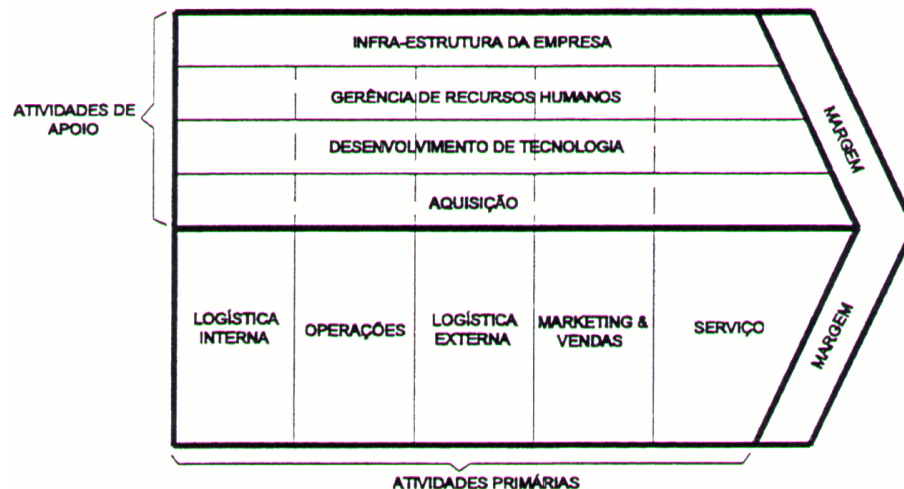 INFRA-ESTRUTURA DA EMPRESA
GERÊNCIA DE RECURSOS HUMANOS
ATIVIDADES DE
APOIO
DESENVOLVIMENTO DE TECNOLOGIA
AQUISIÇÃO
MARGEM
LOGÍSTICA
INTERNA
OPERAÇÕES
LOGÍSTICA
EXTERNA
MARKETING &
VENDAS
SERVIÇO
MARGEM
ATIVIDADES PRIMÁRIAS